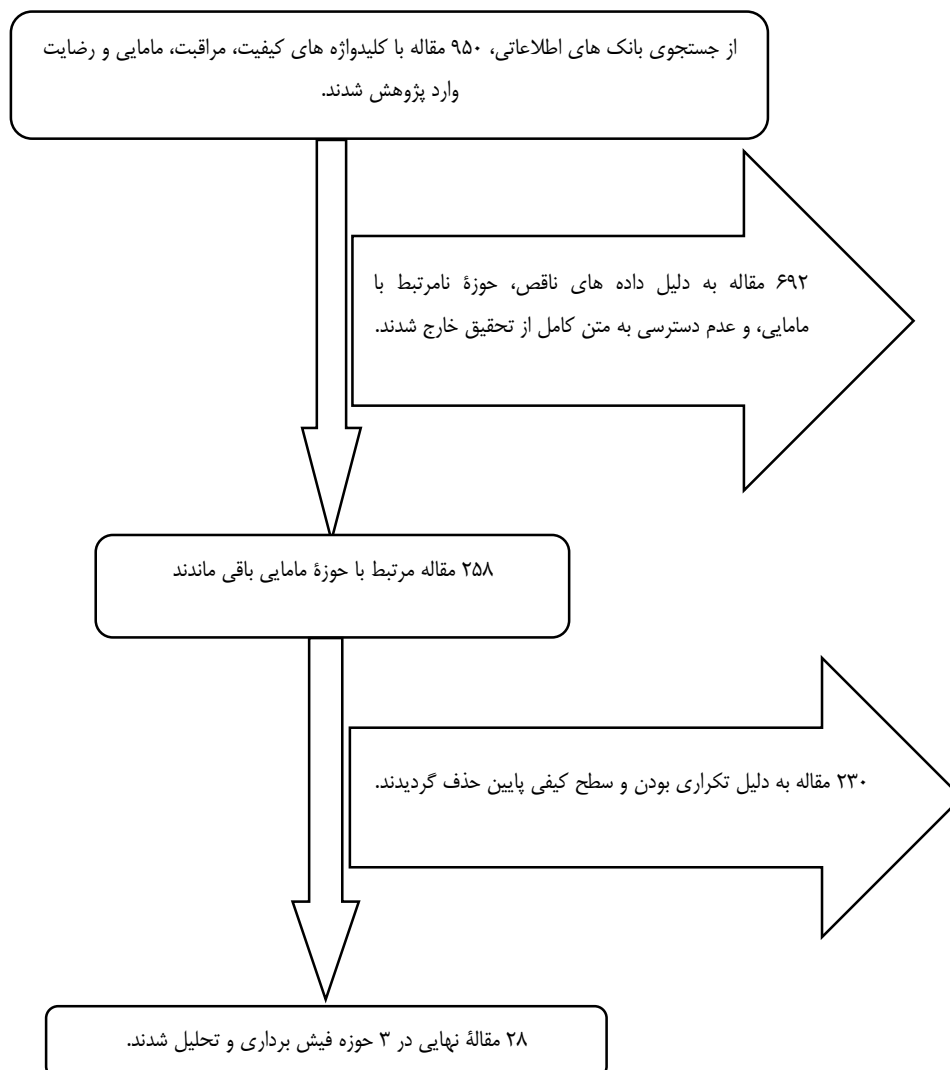 از جستجوی بانک های اطلاعاتی، ۹۵۰ مقاله با کلیدواژه های کیفیت، مراقبت، مامایی و رضایت
وارد پژوهش شدند.
۶۹۲ مقاله به دلیل داده های ناقص، حوزهٔ نامرتبط با
مامایی، و عدم دسترسی به متن کامل از تحقیق خارج شدند.
۲۵۸ مقاله مرتبط با حوزهٔ مامایی باقی ماندند
۲۳۰ مقاله به دلیل تکراری بودن و سطح کیفی پایین حذف گردیدند.
۲۸ مقالهٔ نهایی در ۳ حوزه فیش برداری و تحلیل شدند.